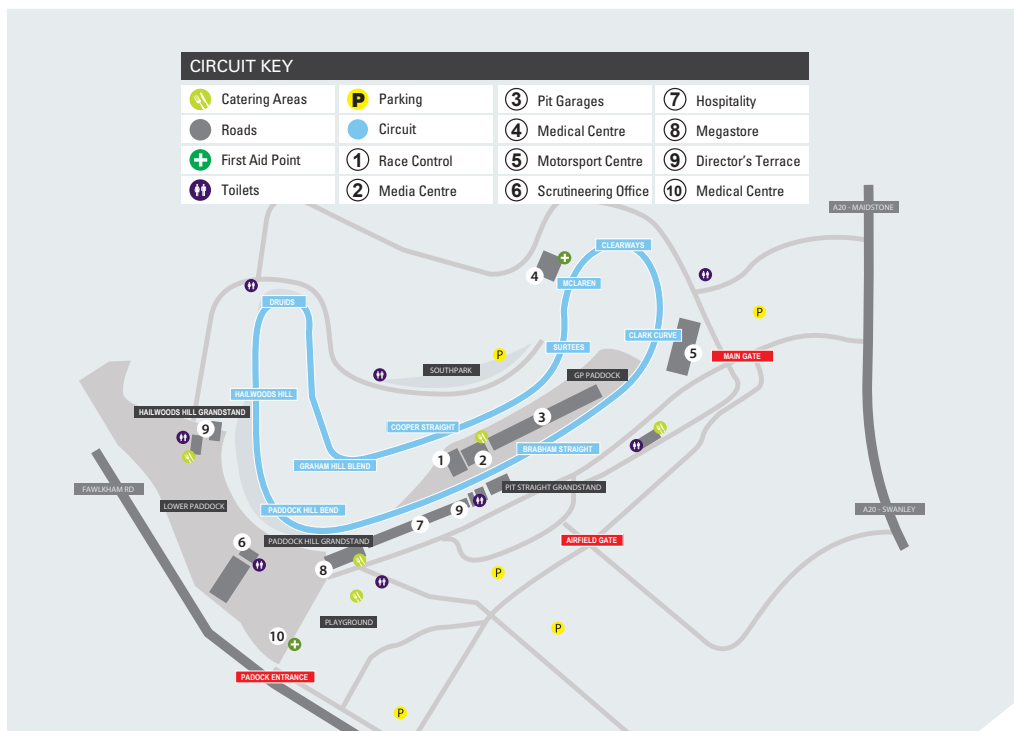 CIRCUIT KEY
Catering Areas
P Parking
3 Pit Garages
7 Hospitality
Roads
Circuit
4 Medical Centre
8 Megastore
First Aid Point
1 Race Control
5 Motorsport Centre
9 Director's Terrace
Toilets
2 Media Centre
6 Scrutineering Office
10 Medical Centre
A20 - MAIDSTONE
CLEARWAYS
4
MCLAREN
DRUIDS
P
CLARK CURVE
SURTEES
5
MAIN GATE
P
SOUTHPARK
GP PADDOCK
HAILWOODS HILL
HAILWOODS HILL GRANDSTAND
9
3
COOPER STRAIGHT
BRABHAM STRAIGHT
1
2
GRAHAM HILL BLEND
FAWLKHAM RD
PIT STRAIGHT GRANDSTAND
LOWER PADDOCK
PADDOCK HILL BEND
9
A20 - SWANLEY
7
6
PADDOCK HILL GRANDSTAND
AIRFIELD GATE
8
P
PLAYGROUND
P
10
PADOCK ENTRANCE
P